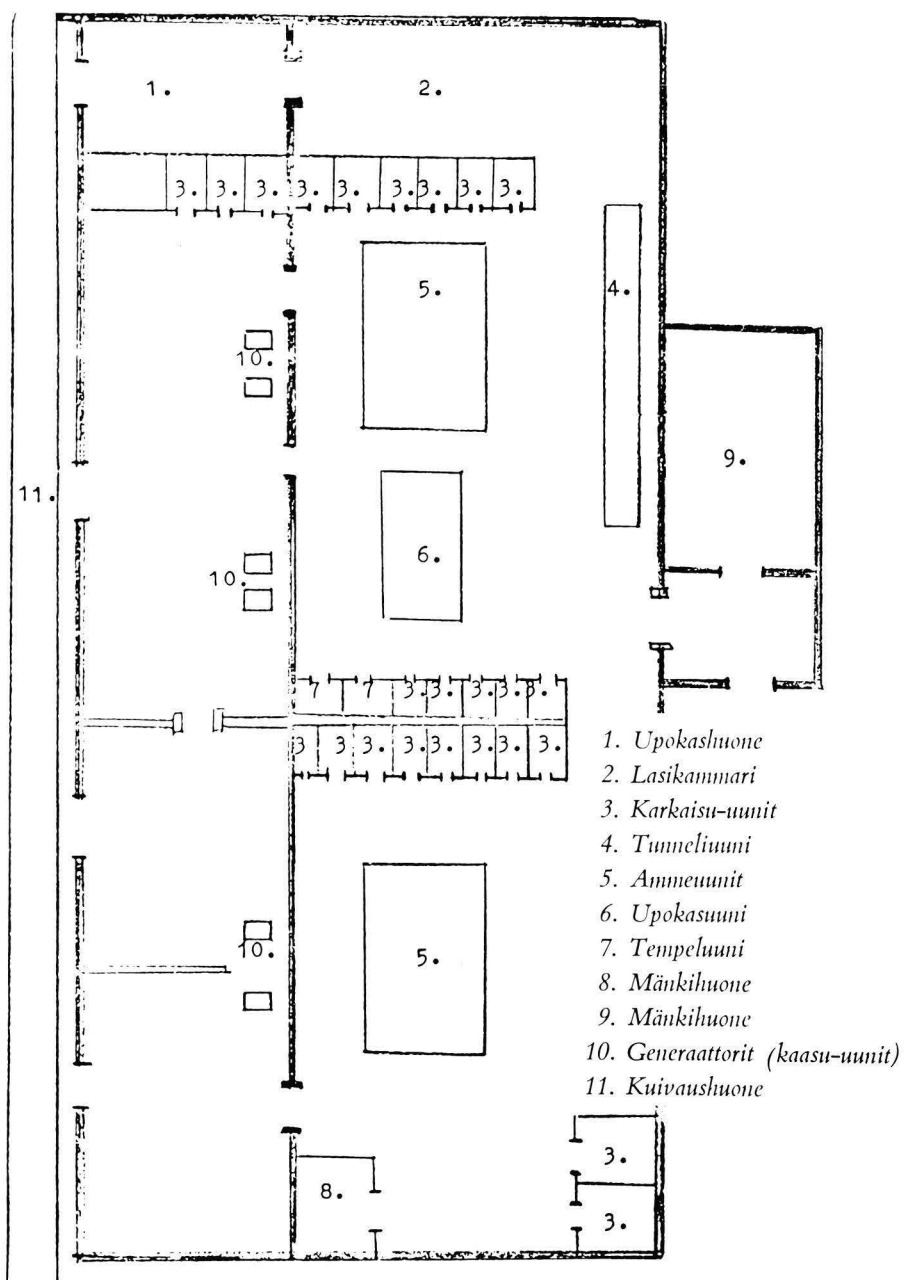 1. 2.
3. 3. 3. 3. 3. 3. 3. 3. 3.
5. 4.
10.
9.
11.
6.
10.
7 7 3. 3. 3. 3. 3.
3 3 3. 3. 3. 3. 3.
1. Upokashuone
2. Lasikammari
3. Karkaisu-uunit
4. Tunneliuuni
5. Ammeuunit
6. Upokasuuni
7. Tempeluuni
8. Mänkihuone
9. Mänkihuone
10. Generaattorit (kaasu-uunit)
11. Kuivaushuone
10.
5.
3.
8.
3.